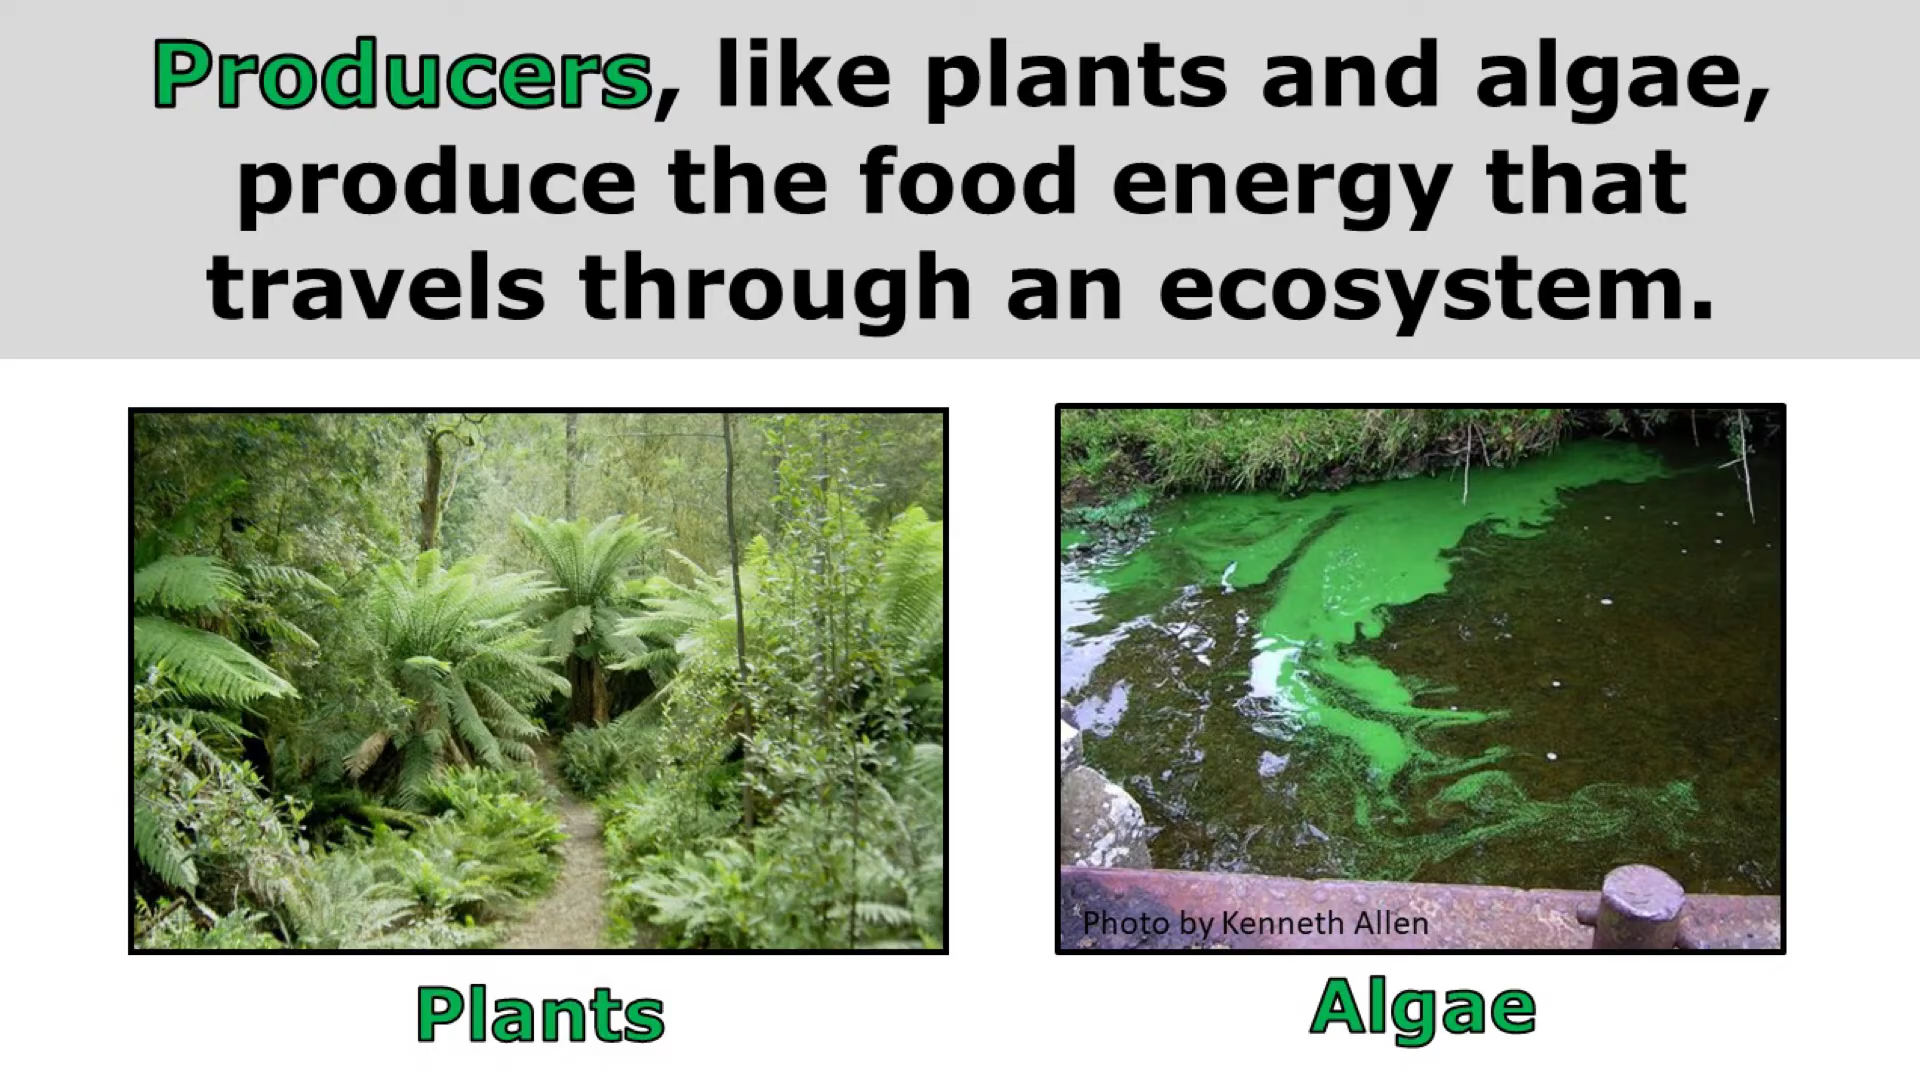 Producers, like plants and algae,
produce the food energy that
travels through an ecosystem.
Photo by Kenneth Allen
Plants
Algae